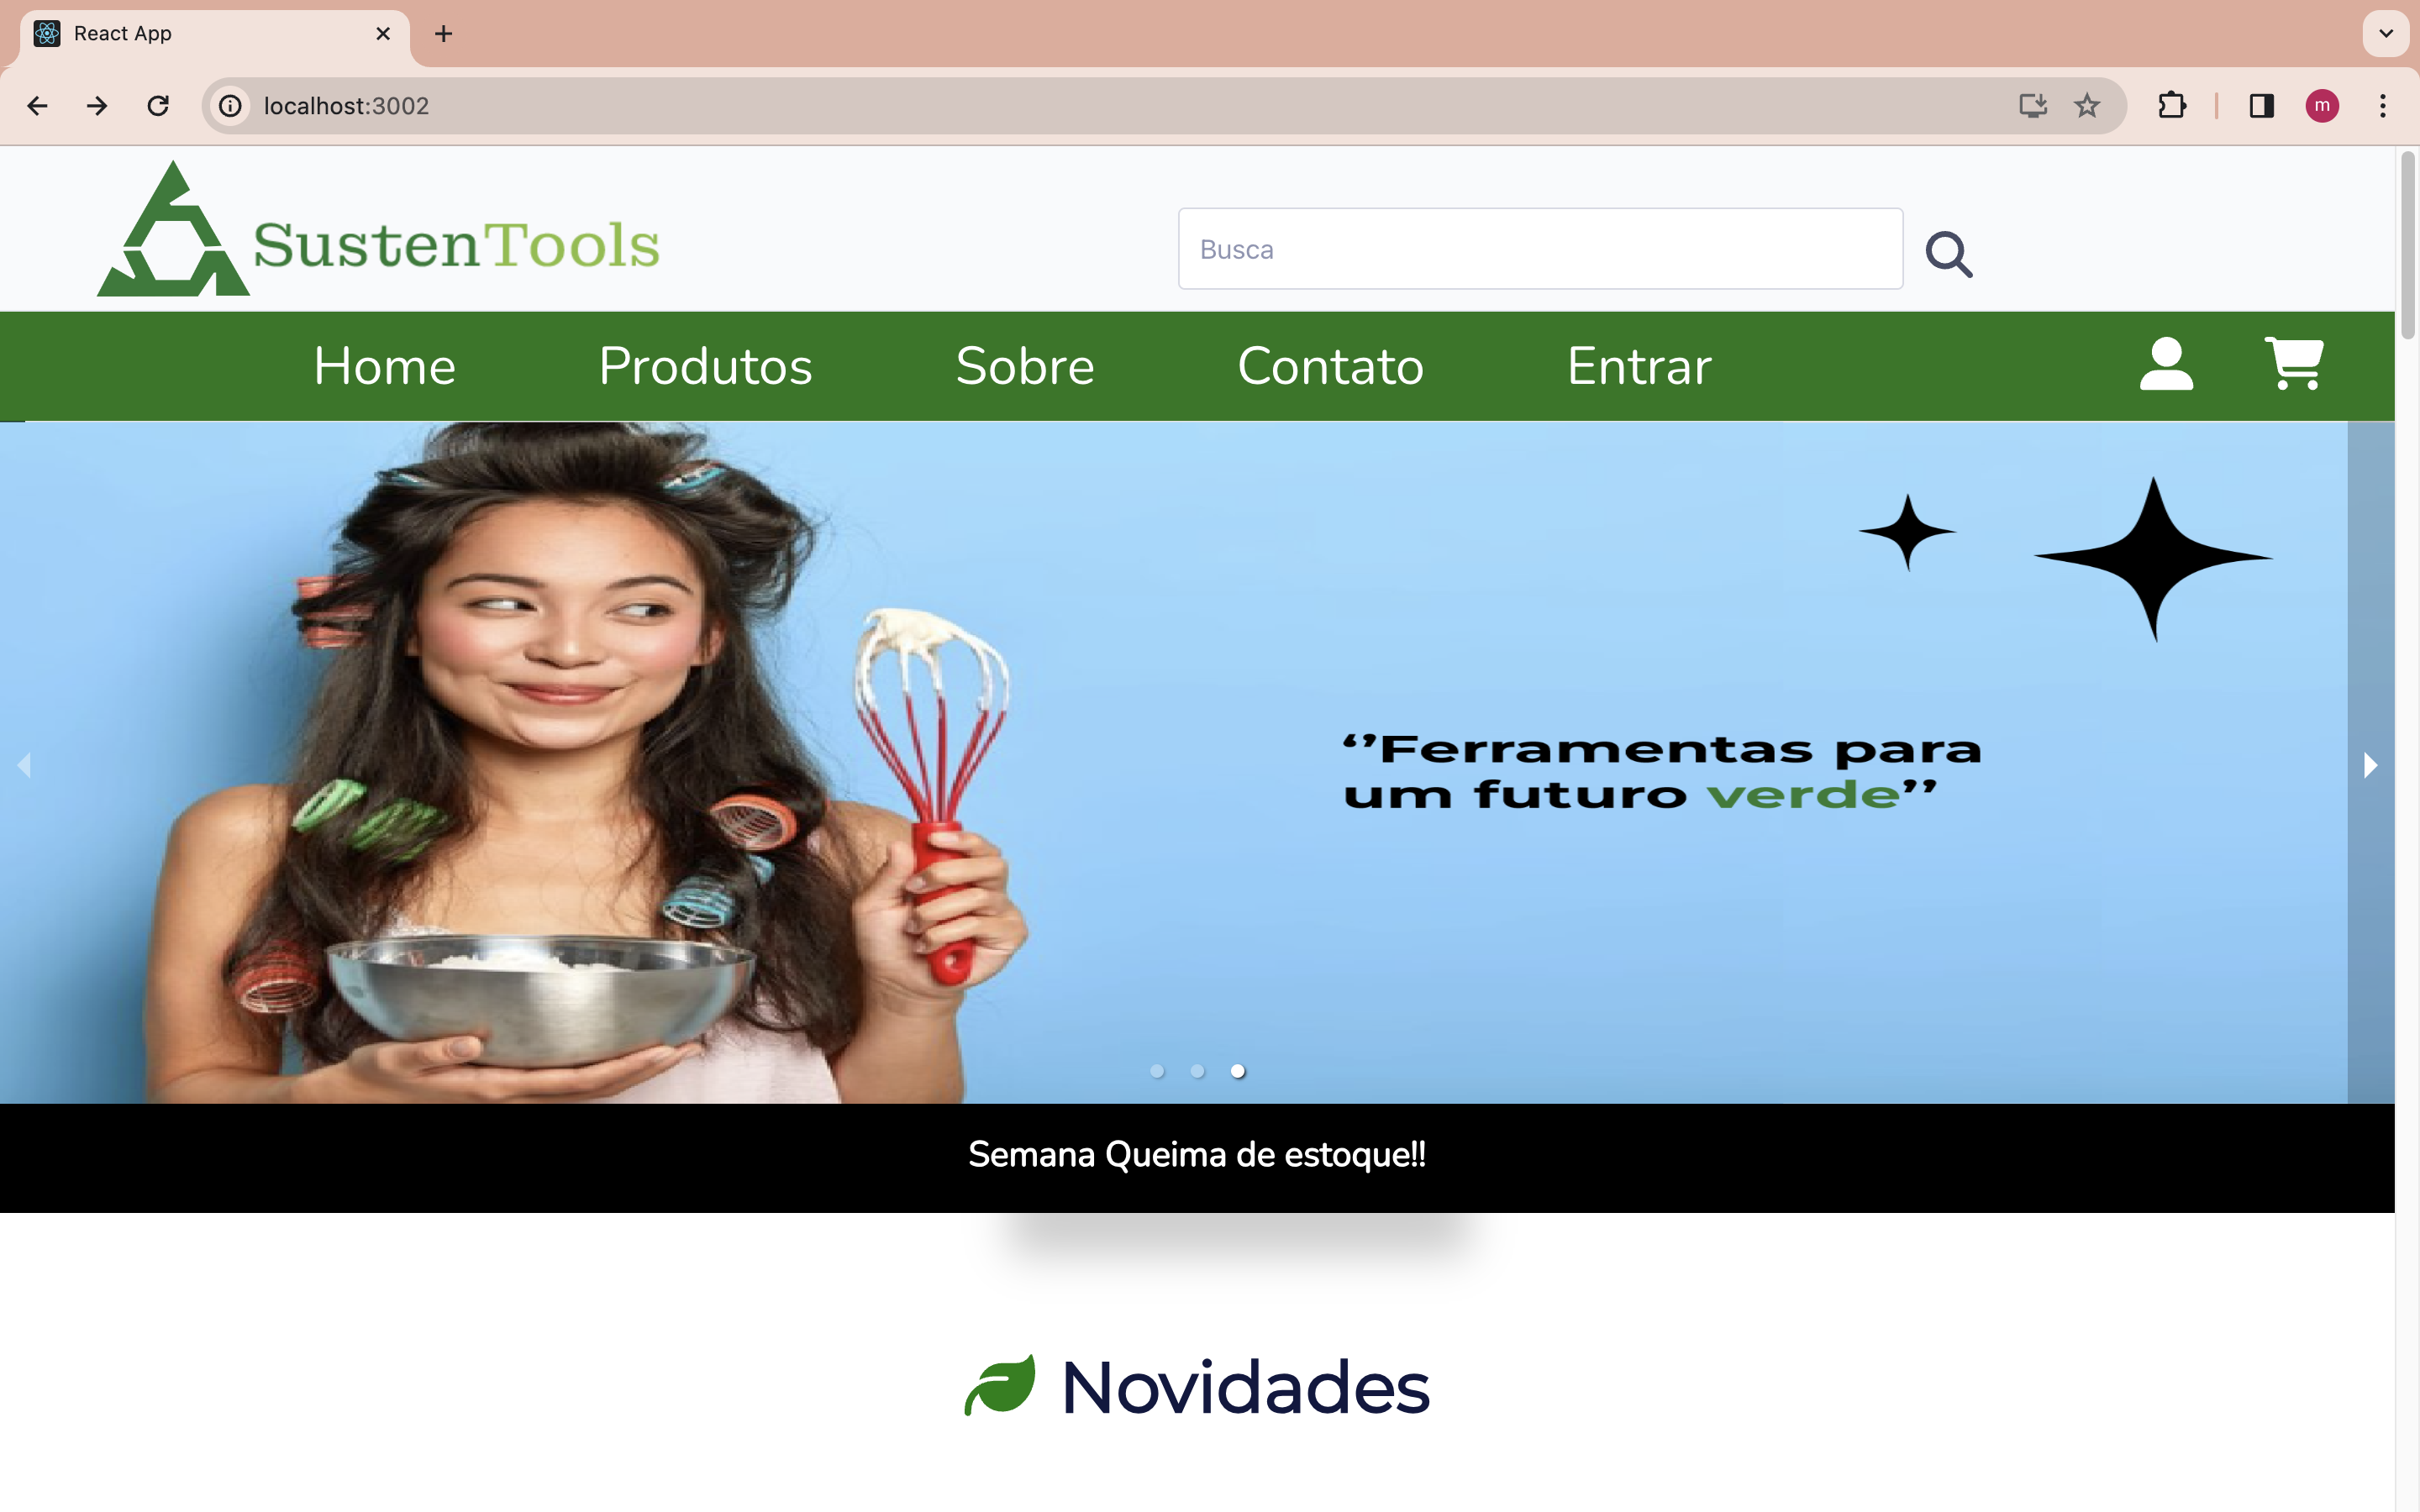 React App
localhost:3002
m
SustenTools
Busca
Home Produtos Sobre Contato Entrar
‘’Ferramentas para
um futuro verde’’
Semana Queima de estoque!!
Novidades